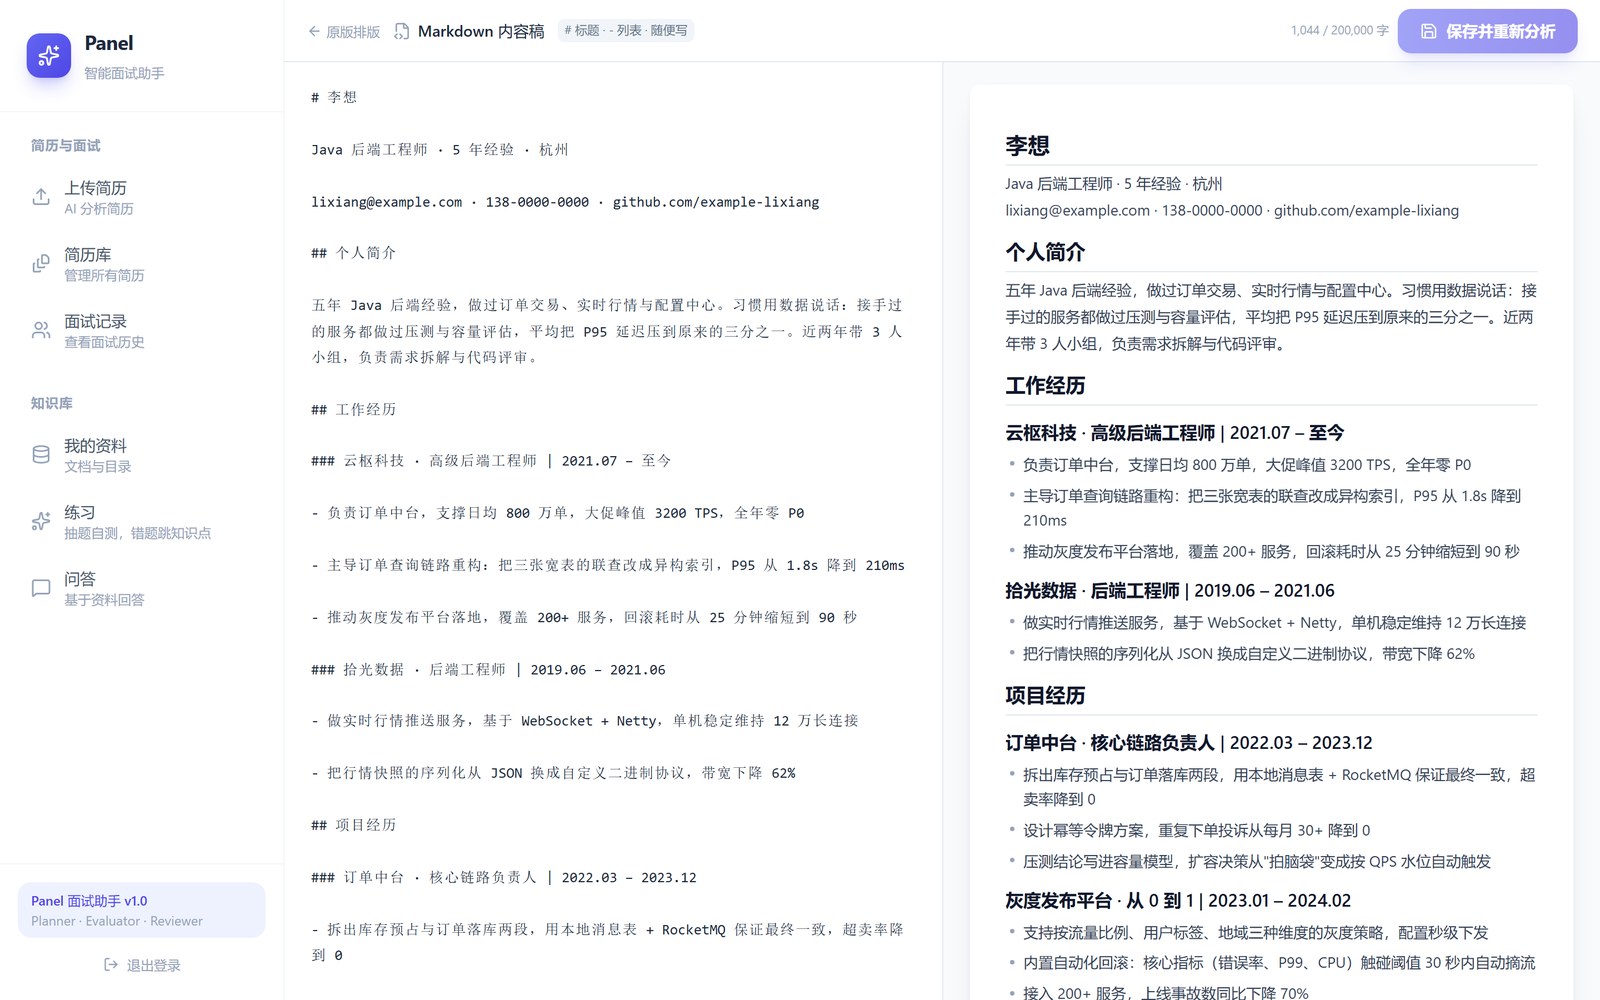 Panel
智能面试助手
简历与面试
上传简历
AI 分析简历
简历库
管理所有简历
面试记录
查看面试历史
知识库
我的资料
文档与目录
练习
抽题自测，错题跳知识点
问答
基于资料回答
Panel 面试助手 v1.0
Planner · Evaluator · Reviewer
退出登录
原版排版
Markdown 内容稿
# 标题 · - 列表 · 随便写
1,044 / 200,000 字
保存并重新分析
# 李想
Java 后端工程师 · 5 年经验 · 杭州
lixiang@example.com · 138-0000-0000 · github.com/example-lixiang
## 个人简介
五年 Java 后端经验，做过订单交易、实时行情与配置中心。习惯用数据说话：接手过
的服务都做过压测与容量评估，平均把 P95 延迟压到原来的三分之一。近两年带 3 人
小组，负责需求拆解与代码评审。
## 工作经历
### 云枢科技 · 高级后端工程师 | 2021.07 – 至今
- 负责订单中台，支撑日均 800 万单，大促峰值 3200 TPS，全年零 P0
- 主导订单查询链路重构：把三张宽表的联查改成异构索引，P95 从 1.8s 降到 210ms
- 推动灰度发布平台落地，覆盖 200+ 服务，回滚耗时从 25 分钟缩短到 90 秒
### 拾光数据 · 后端工程师 | 2019.06 – 2021.06
- 做实时行情推送服务，基于 WebSocket + Netty，单机稳定维持 12 万长连接
- 把行情快照的序列化从 JSON 换成自定义二进制协议，带宽下降 62%
## 项目经历
### 订单中台 · 核心链路负责人 | 2022.03 – 2023.12
- 拆出库存预占与订单落库两段，用本地消息表 + RocketMQ 保证最终一致，超卖率降
到 0
李想
Java 后端工程师 · 5 年经验 · 杭州
lixiang@example.com · 138-0000-0000 · github.com/example-lixiang
个人简介
五年 Java 后端经验，做过订单交易、实时行情与配置中心。习惯用数据说话：接
手过的服务都做过压测与容量评估，平均把 P95 延迟压到原来的三分之一。近两
年带 3 人小组，负责需求拆解与代码评审。
工作经历
云枢科技 · 高级后端工程师 | 2021.07 – 至今
• 负责订单中台，支撑日均 800 万单，大促峰值 3200 TPS，全年零 P0
• 主导订单查询链路重构：把三张宽表的联查改成异构索引，P95 从 1.8s 降到
210ms
• 推动灰度发布平台落地，覆盖 200+ 服务，回滚耗时从 25 分钟缩短到 90 秒
拾光数据 · 后端工程师 | 2019.06 – 2021.06
• 做实时行情推送服务，基于 WebSocket + Netty，单机稳定维持 12 万长连接
• 把行情快照的序列化从 JSON 换成自定义二进制协议，带宽下降 62%
项目经历
订单中台 · 核心链路负责人 | 2022.03 – 2023.12
• 拆出库存预占与订单落库两段，用本地消息表 + RocketMQ 保证最终一致，超
卖率降到 0
• 设计幂等令牌方案，重复下单投诉从每月 30+ 降到 0
• 压测结论写进容量模型，扩容决策从"拍脑袋"变成按 QPS 水位自动触发
灰度发布平台 · 从 0 到 1 | 2023.01 – 2024.02
• 支持按流量比例、用户标签、地域三种维度的灰度策略，配置秒级下发
• 内置自动化回滚：核心指标（错误率、P99、CPU）触碰阈值 30 秒内自动摘流
• 接入 200+ 服务，上线事故数同比下降 70%